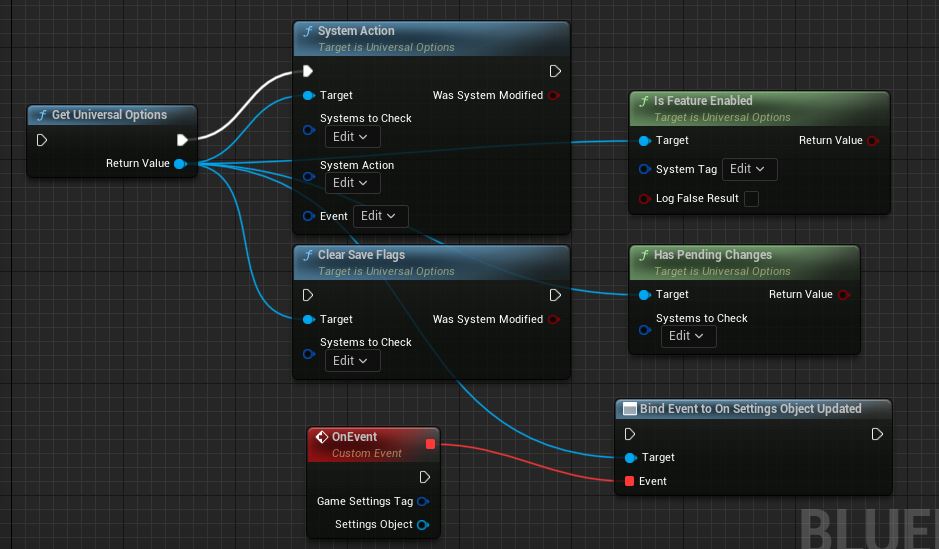 System Action
Target is Universal Options
Target
Was System Modified
Systems to Check
Edit
System Action
Edit
Event
Edit
Get Universal Options
Return Value
Is Feature Enabled
Target is Universal Options
Target
Return Value
System Tag
Edit
Log False Result
Clear Save Flags
Target is Universal Options
Target
Was System Modified
Systems to Check
Edit
Has Pending Changes
Target is Universal Options
Target
Return Value
Systems to Check
Edit
Bind Event to On Settings Object Updated
Target
Event
OnEvent
Custom Event
Game Settings Tag
Settings Object